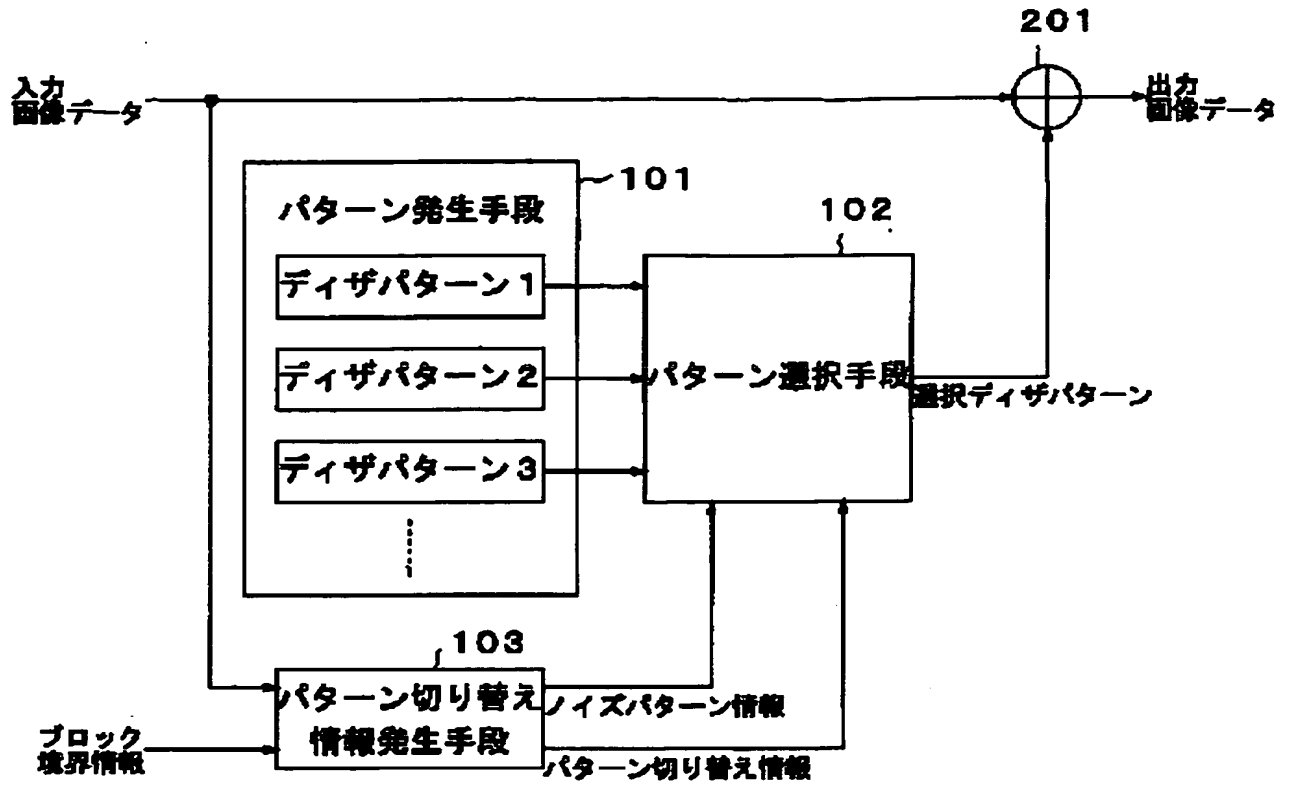 201
入力
画像データ
出力
画像データ
101
パターン発生手段
102
ディザパターン1
ディザパターン2
パターン選択手段
選択ディザパターン
ディザパターン3
103
パターン切り替え
情報発生手段
ノイズパターン情報
ブロック
境界情報
パターン切り替え情報